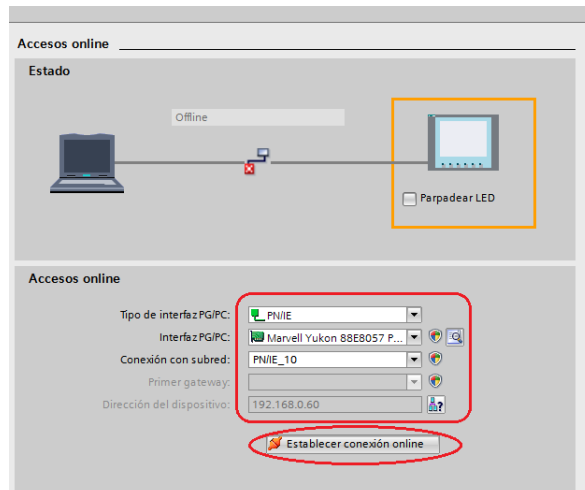 Accesos online
Estado
Offline
Parpadear LED
Accesos online
Tipo de interfaz PG/PC: PN/IE
Interfaz PG/PC: Marvell Yukon 88E8057 P...
Conexión con subred: PN/IE_10
Primer gateway:
Dirección del dispositivo: 192.168.0.60
?
Establecer conexión online